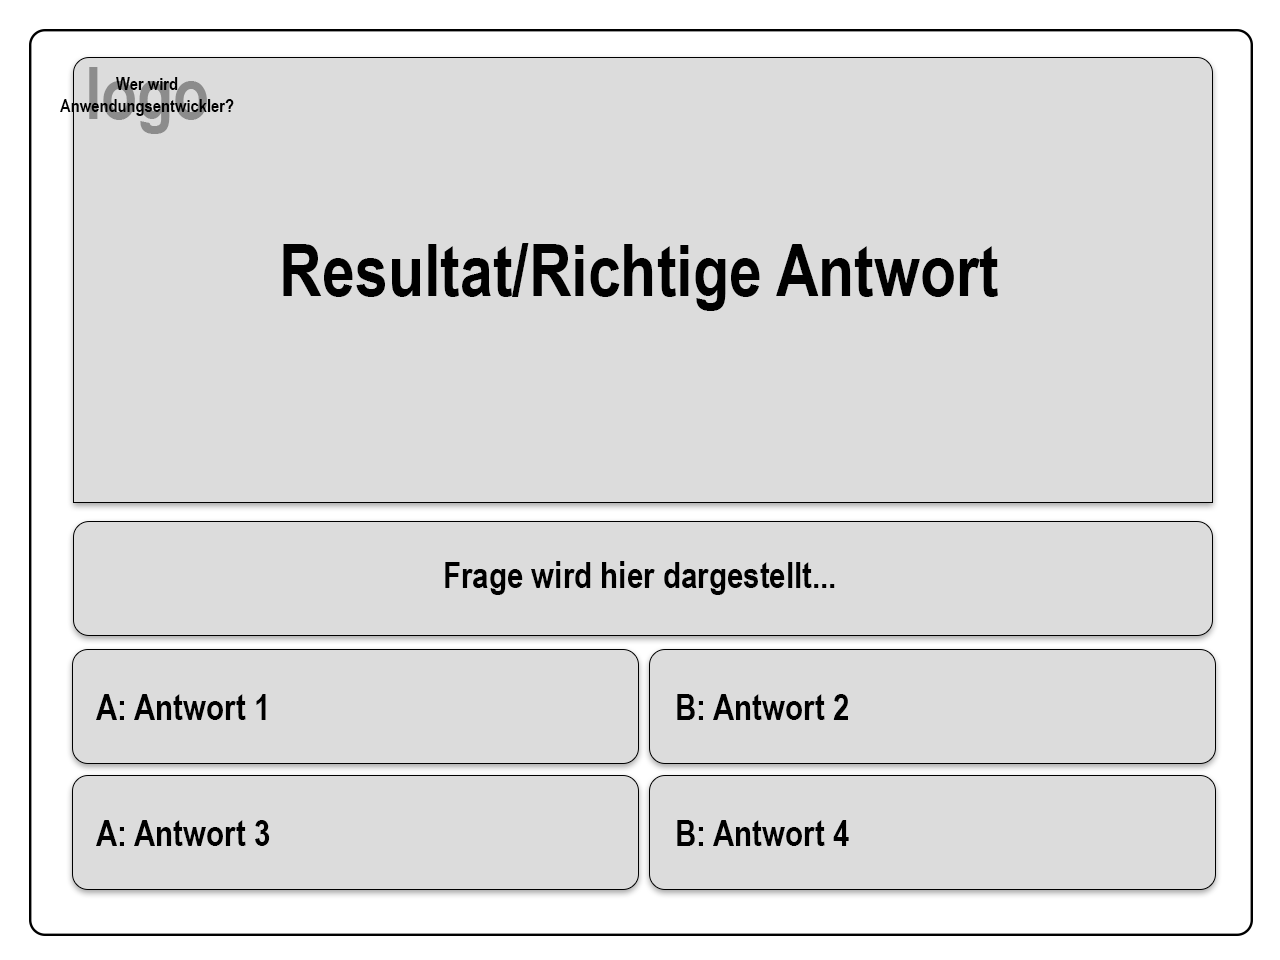 logo
Wer wird
Anwendungsentwickler?
Resultat/Richtige Antwort
Frage wird hier dargestellt...
A: Antwort 1
B: Antwort 2
A: Antwort 3
B: Antwort 4